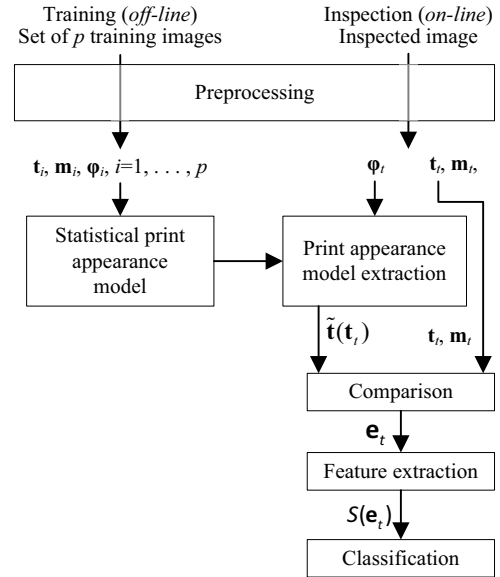 Training (off-line)
Set of p training images
Inspection (on-line)
Inspected image
Preprocessing
t_i, m_i, φ_i, i=1, . . . , p
φ_t
t_t, m_t,
Statistical print
appearance
model
Print appearance
model extraction
t̃(t_t)
t_t, m_t
Comparison
e_t
Feature extraction
S(e_t)
Classification